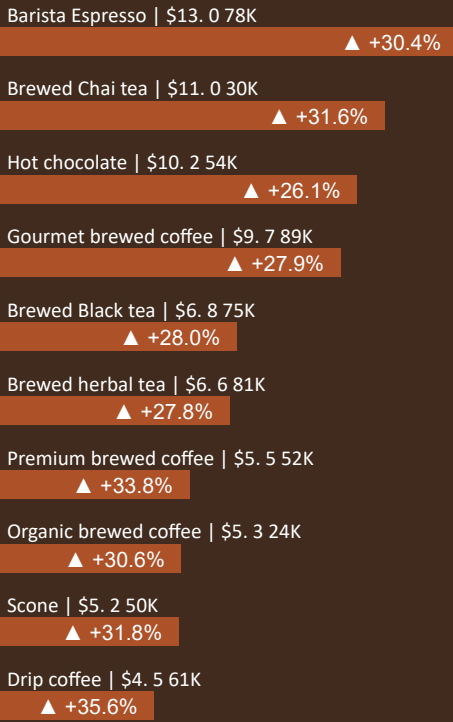 Barista Espresso | $13. 0 78K
▲ +30.4%
Brewed Chai tea | $11. 0 30K
▲ +31.6%
Hot chocolate | $10. 2 54K
▲ +26.1%
Gourmet brewed coffee | $9. 7 89K
▲ +27.9%
Brewed Black tea | $6. 8 75K
▲ +28.0%
Brewed herbal tea | $6. 6 81K
▲ +27.8%
Premium brewed coffee | $5. 5 52K
▲ +33.8%
Organic brewed coffee | $5. 3 24K
▲ +30.6%
Scone | $5. 2 50K
▲ +31.8%
Drip coffee | $4. 5 61K
▲ +35.6%